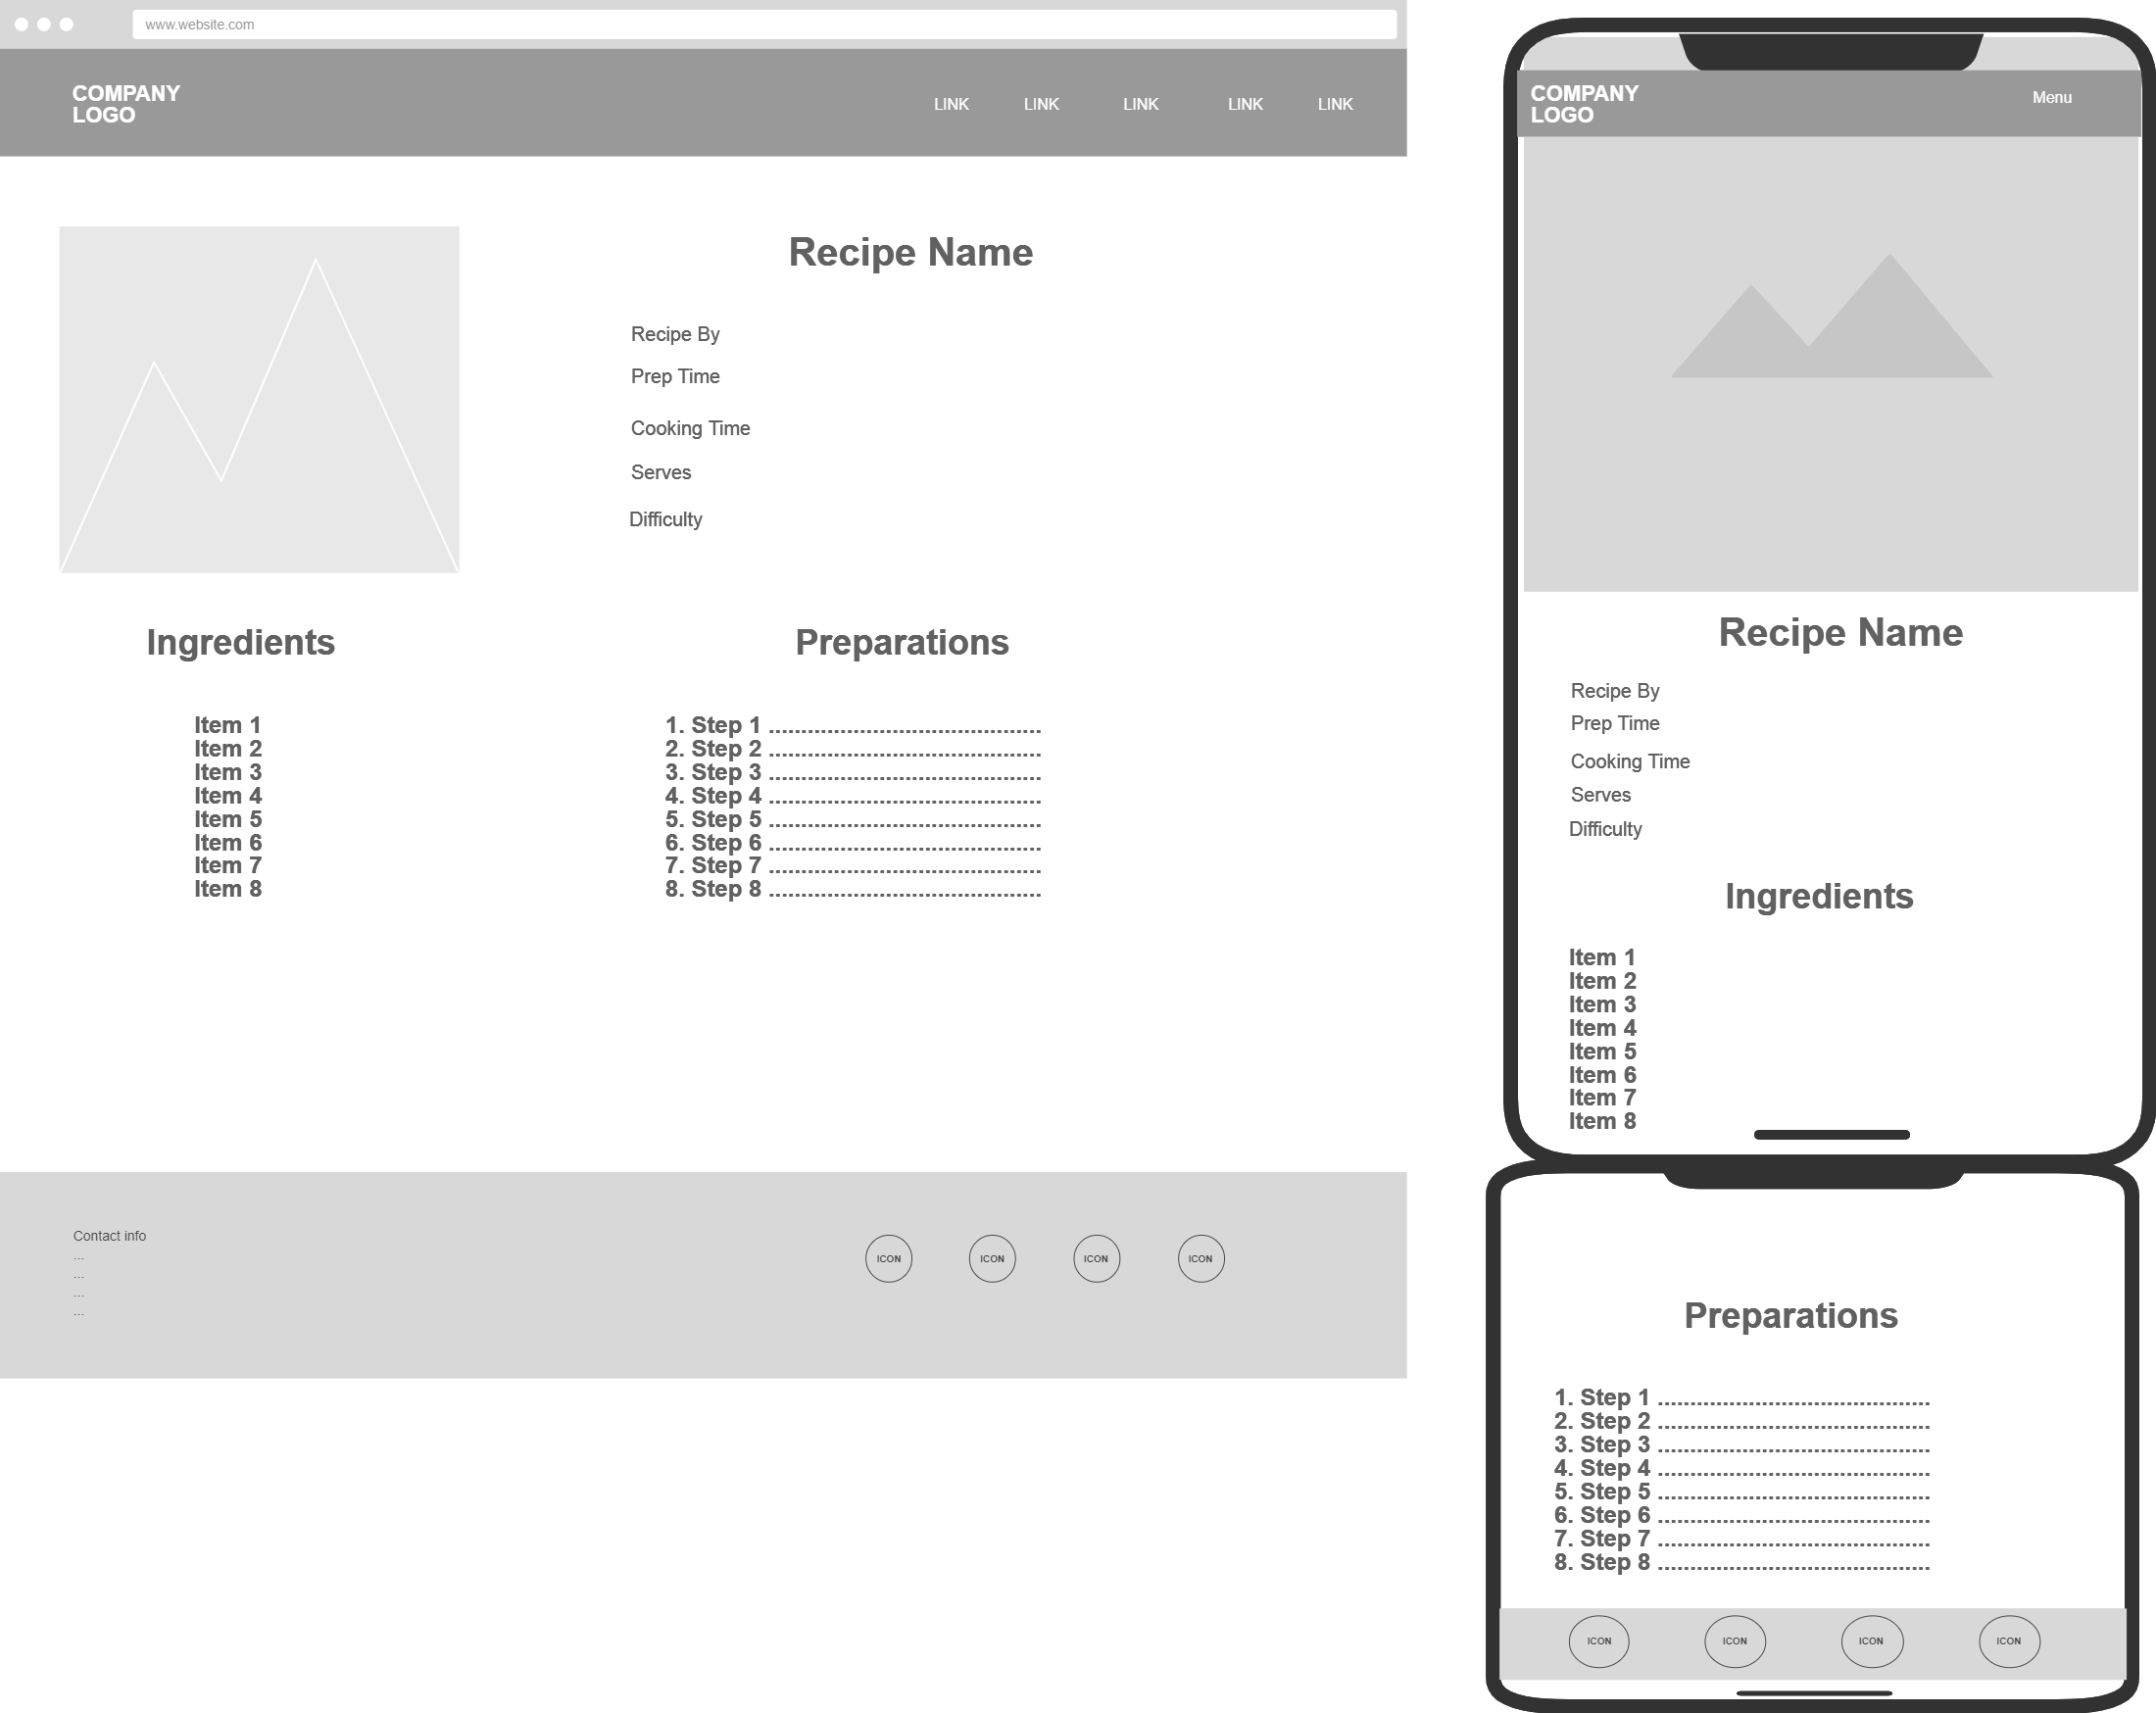 www.website.com
COMPANY
LOGO
LINK LINK LINK LINK LINK
Recipe Name
Recipe By
Prep Time
Cooking Time
Serves
Difficulty
Ingredients
Item 1
Item 2
Item 3
Item 4
Item 5
Item 6
Item 7
Item 8
Preparations
1. Step 1 ..........................................
2. Step 2 ..........................................
3. Step 3 ..........................................
4. Step 4 ..........................................
5. Step 5 ..........................................
6. Step 6 ..........................................
7. Step 7 ..........................................
8. Step 8 ..........................................
Contact info
...
...
...
...
ICON ICON ICON ICON
COMPANY
LOGO
Menu
Recipe Name
Recipe By
Prep Time
Cooking Time
Serves
Difficulty
Ingredients
Item 1
Item 2
Item 3
Item 4
Item 5
Item 6
Item 7
Item 8
Preparations
1. Step 1 ..........................................
2. Step 2 ..........................................
3. Step 3 ..........................................
4. Step 4 ..........................................
5. Step 5 ..........................................
6. Step 6 ..........................................
7. Step 7 ..........................................
8. Step 8 ..........................................
ICON ICON ICON ICON